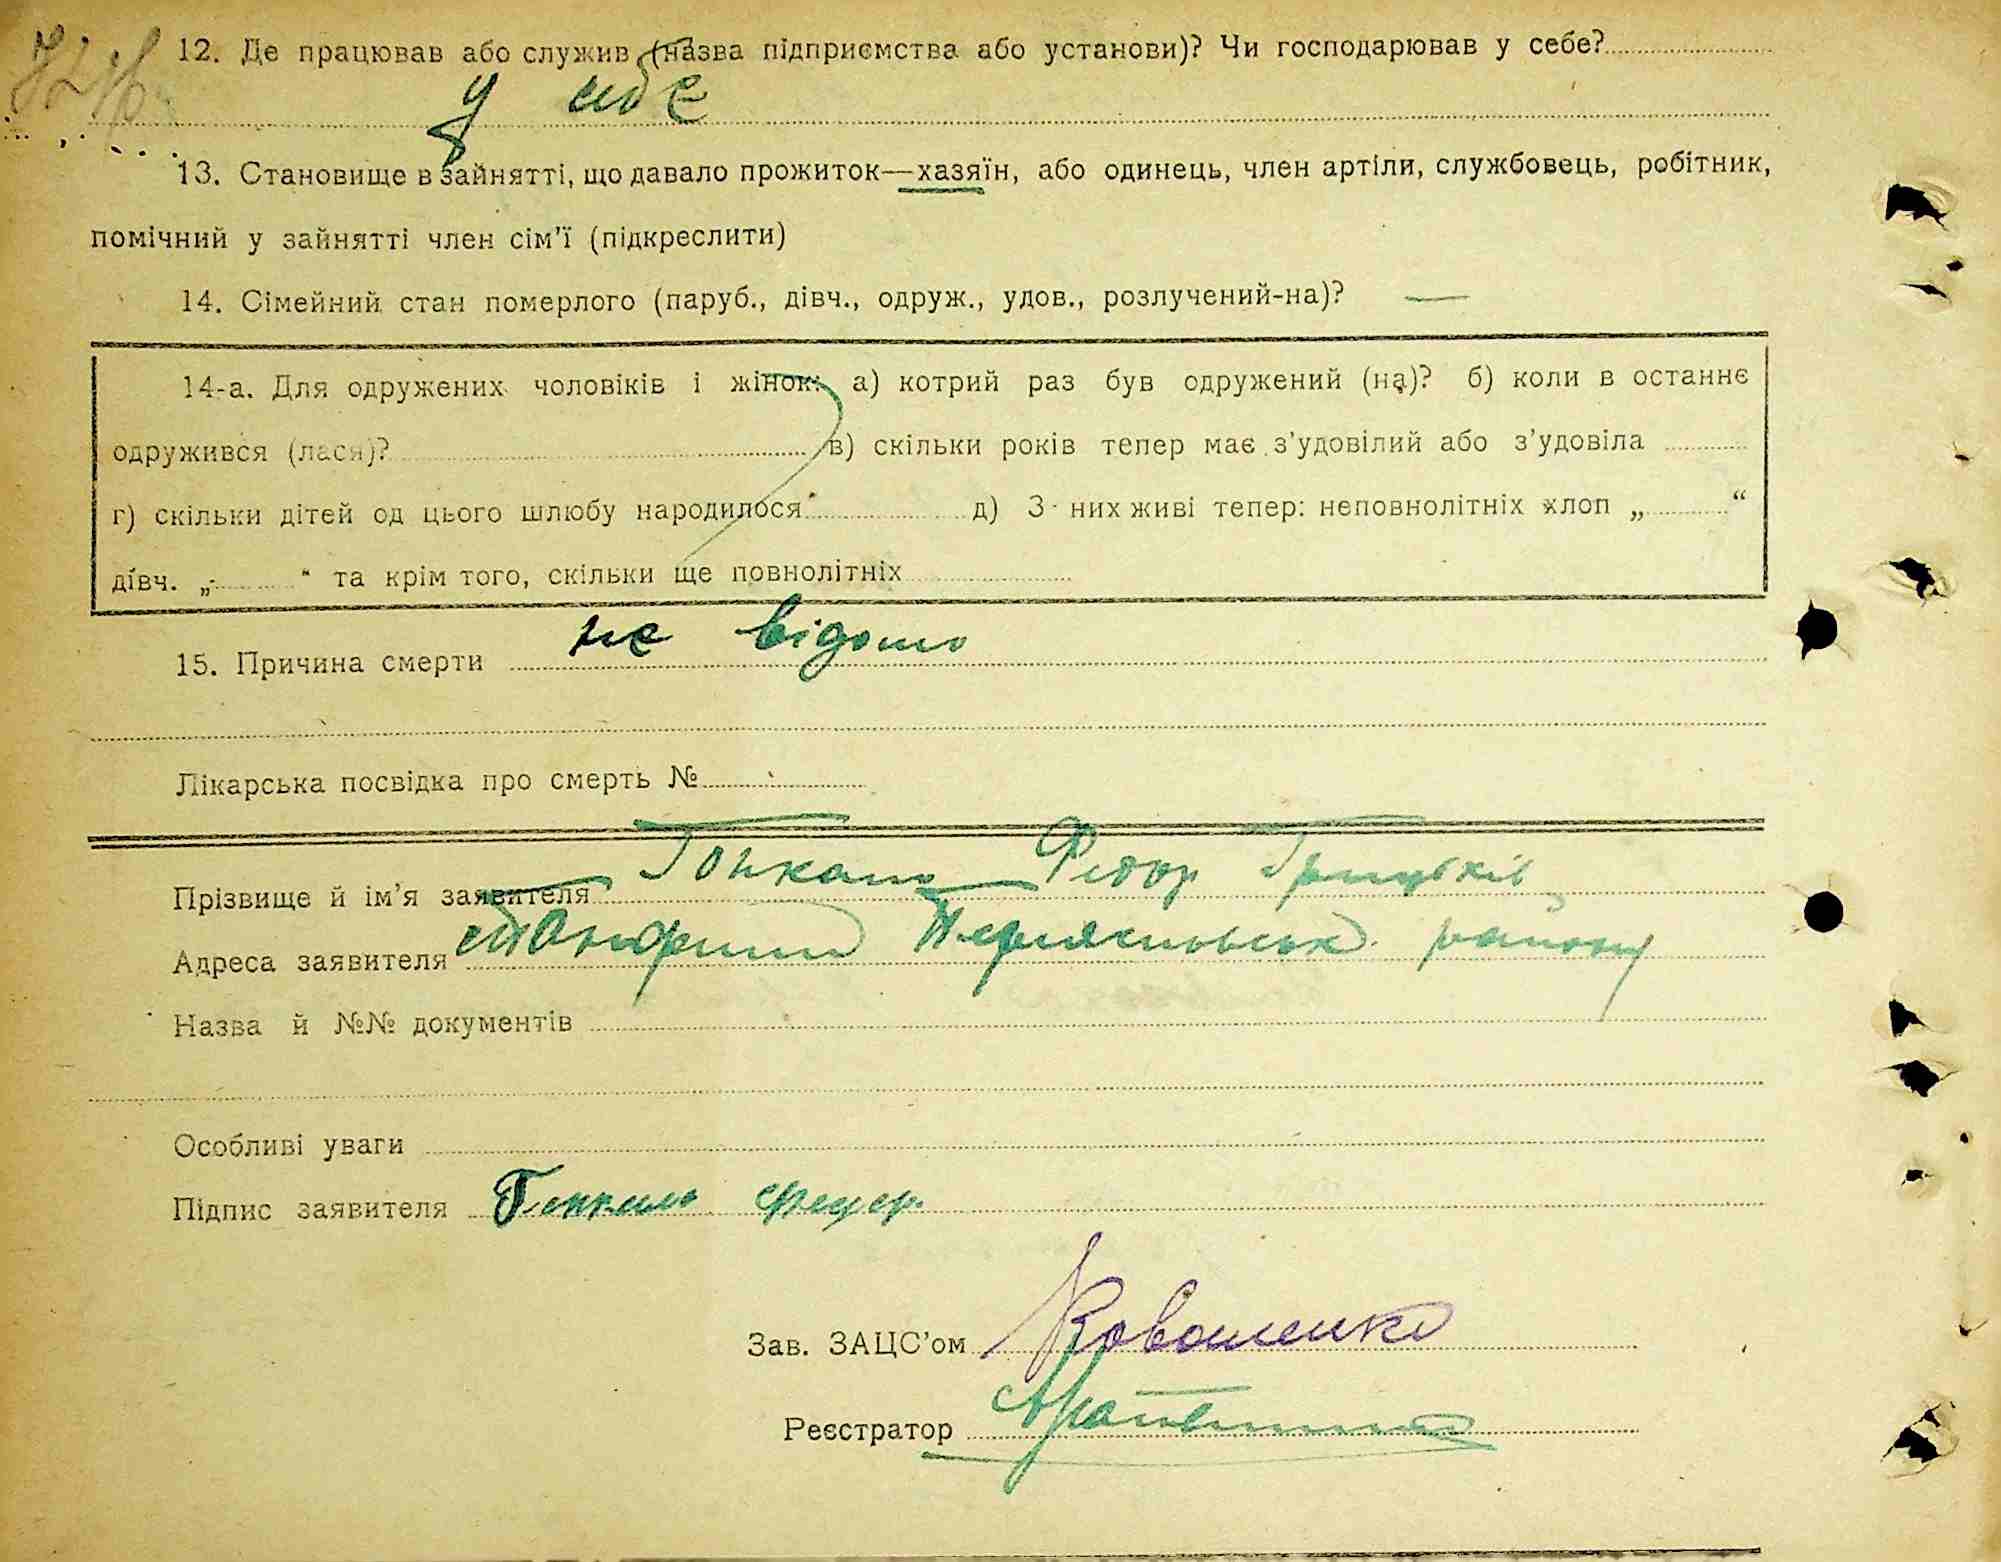 12. Де працював або служив (назва підприємства або установи)? Чи господарював у себе?
у себе
13. Становище в зайнятті, що давало прожиток—хазяїн, або одинець, член артіли, службовець, робітник,
помічний у зайнятті член сім’ї (підкреслити)
14. Сімейний стан померлого (паруб., дівч., одруж., удов., розлучений-на)? —
14-а. Для одружених чоловіків і жінок: а) котрий раз був одружений (на)? б) коли в останнє
одружився (лася)? в) скільки років тепер має з’удовілий або з’удовіла
г) скільки дітей од цього шлюбу народилося д) З них живі тепер: неповнолітніх хлоп „ “
дівч. „ “ та крім того, скільки ще повнолітніх
15. Причина смерти не відомо
Лікарська посвідка про смерть №
Прізвище й ім’я заявителя Федор
Адреса заявителя району
Назва й №№ документів
Особливі уваги
Підпис заявителя
Зав. ЗАЦС’ом Коваленко
Реєстратор